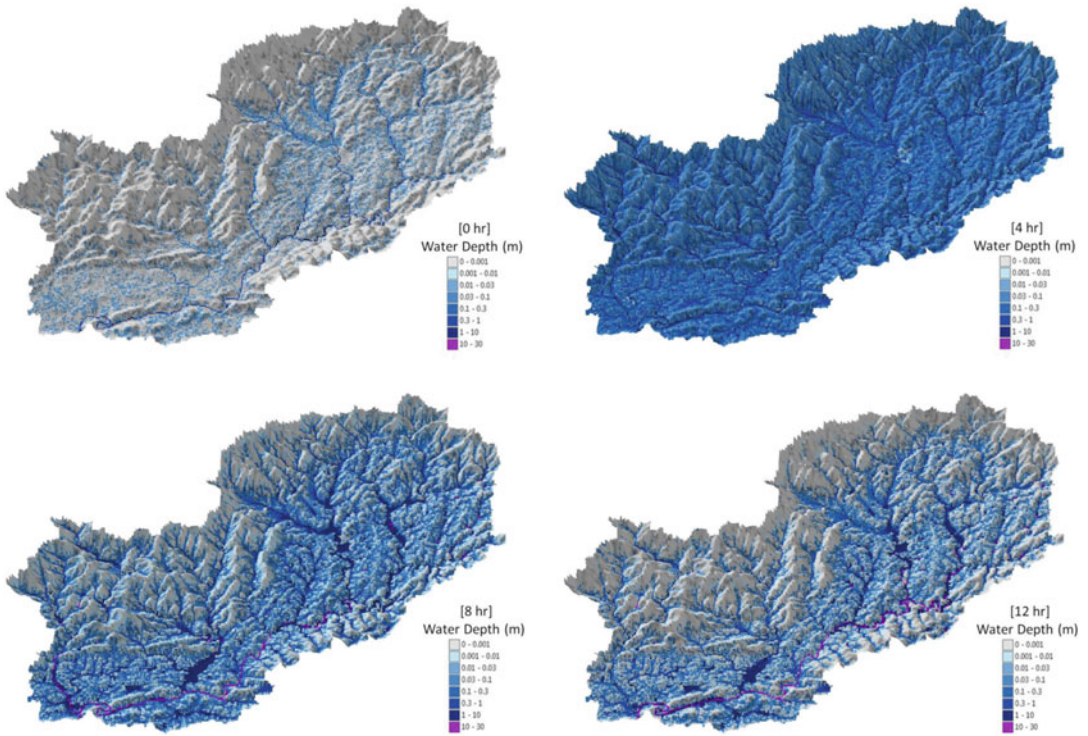 [0 hr]
Water Depth (m)
0 - 0.001
0.001 - 0.01
0.01 - 0.03
0.03 - 0.1
0.1 - 0.3
0.3 - 1
1 - 10
10 - 30
[4 hr]
Water Depth (m)
0 - 0.001
0.001 - 0.01
0.01 - 0.03
0.03 - 0.1
0.1 - 0.3
0.3 - 1
1 - 10
10 - 30
[8 hr]
Water Depth (m)
0 - 0.001
0.001 - 0.01
0.01 - 0.03
0.03 - 0.1
0.1 - 0.3
0.3 - 1
1 - 10
10 - 30
[12 hr]
Water Depth (m)
0 - 0.001
0.001 - 0.01
0.01 - 0.03
0.03 - 0.1
0.1 - 0.3
0.3 - 1
1 - 10
10 - 30